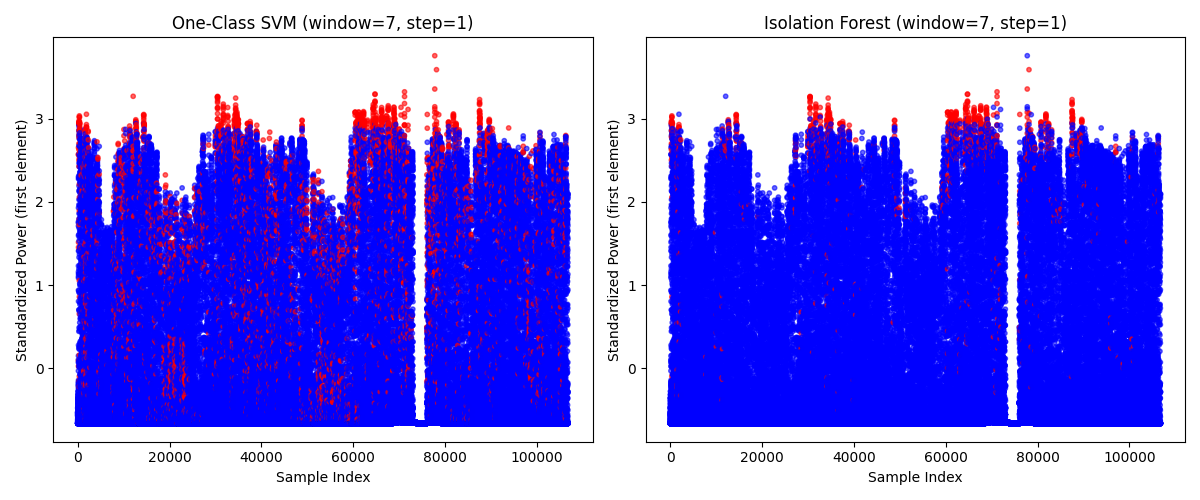 One-Class SVM (window=7, step=1)
Standardized Power (first element)
3
2
1
0
0 20000 40000 60000 80000 100000
Sample Index
Isolation Forest (window=7, step=1)
Standardized Power (first element)
3
2
1
0
0 20000 40000 60000 80000 100000
Sample Index